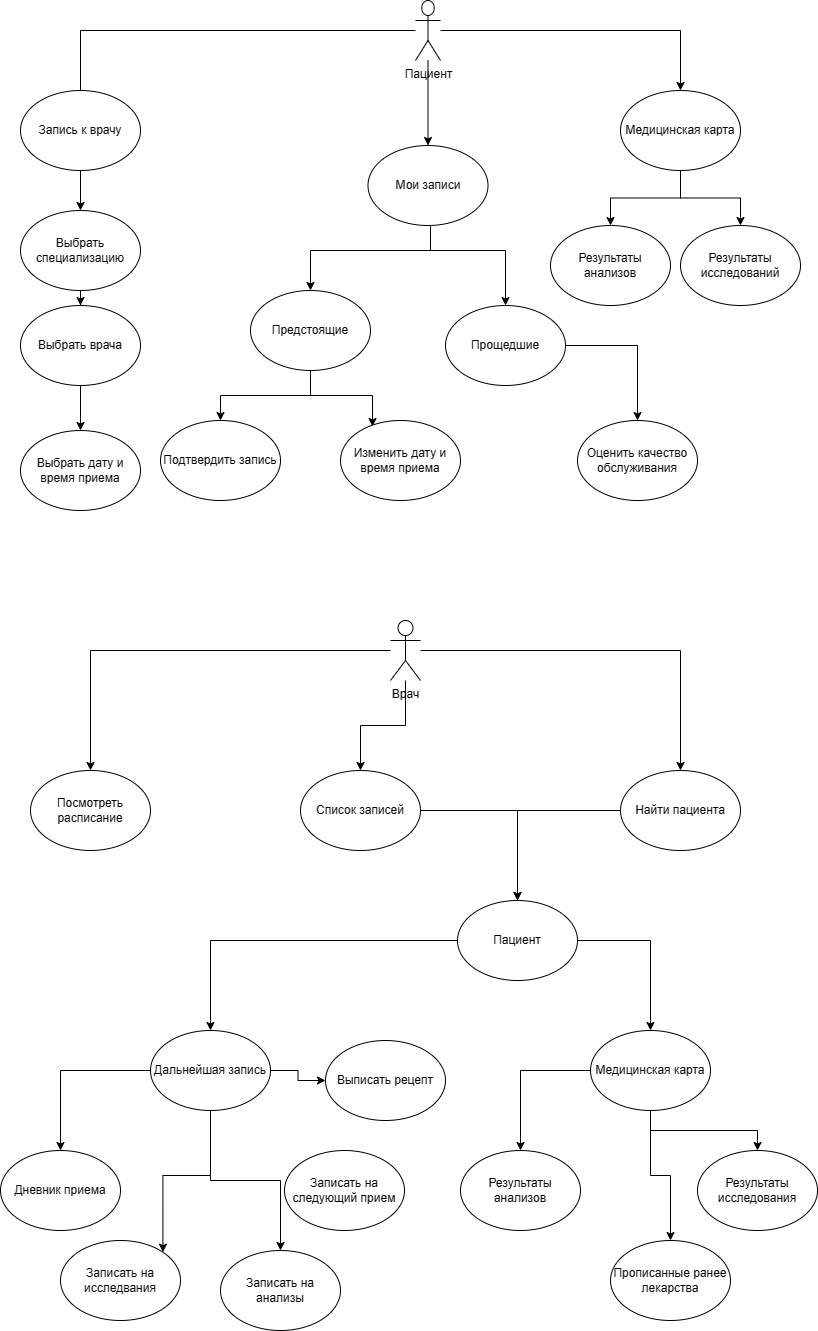 Пациент
Запись к врачу
Медицинская карта
Мои записи
Выбрать
специализацию
Результаты
анализов
Результаты
исследований
Предстоящие
Прощедшие
Выбрать врача
Подтвердить запись
Изменить дату и
время приема
Оценить качество
обслуживания
Выбрать дату и
время приема
Врач
Посмотреть
расписание
Список записей
Найти пациента
Пациент
Дальнейшая запись
Выписать рецепт
Медицинская карта
Дневник приема
Записать на
следующий прием
Результаты
анализов
Результаты
исследования
Записать на
исследвания
Записать на
анализы
Прописанные ранее
лекарства